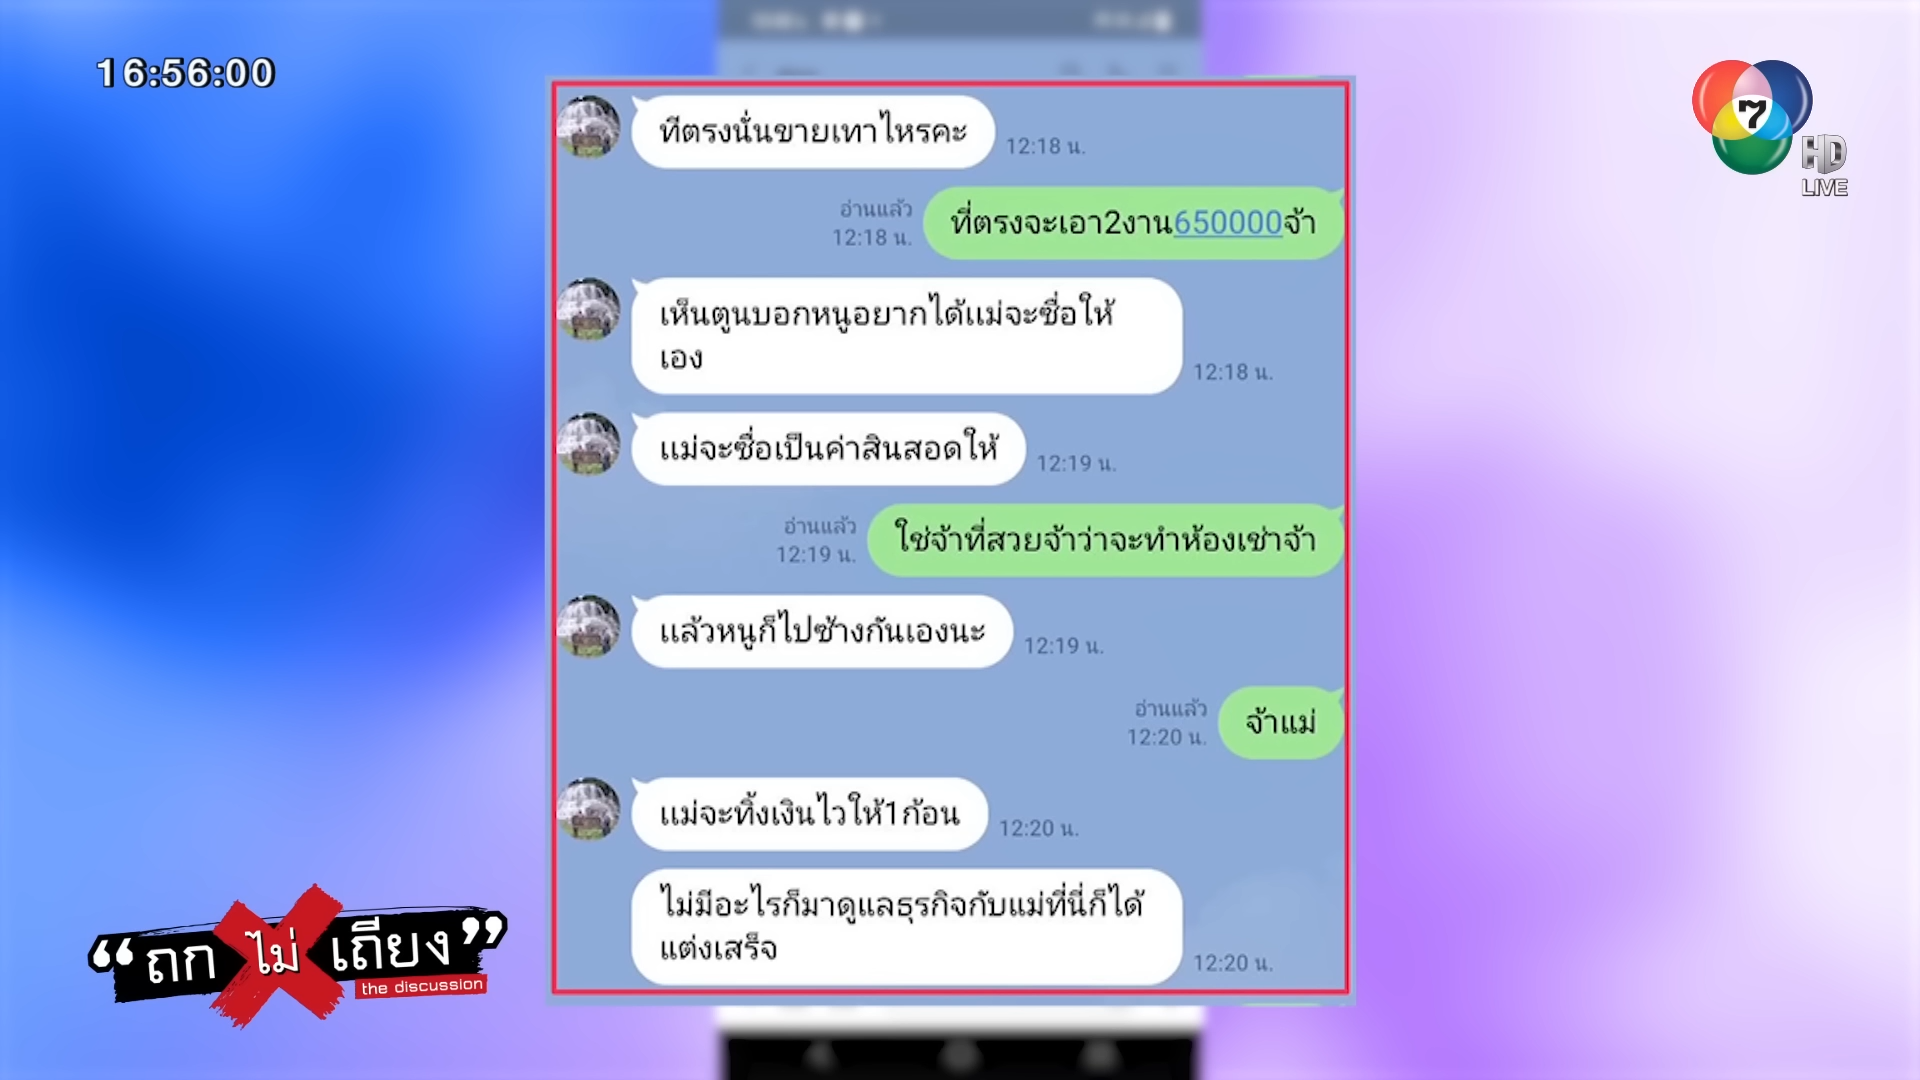 16:56:00
7
HD
LIVE
ทีตรงนั่นขายเทาไหรคะ
12:18 น.
อ่านแล้ว
12:18 น.
ที่ตรงจะเอา2งาน650000จ้า
เห็นตูนบอกหนูอยากได้แม่จะซื่อให้
เอง
12:18 น.
แม่จะซื่อเป็นค่าสินสอดให้
12:19 น.
อ่านแล้ว
12:19 น.
ใช่จ้าที่สวยจ้าว่าจะทำห้องเช่าจ้า
แล้วหนูก็ไปซ้างกันเองนะ
12:19 น.
อ่านแล้ว
12:20 น.
จ้าแม่
แม่จะทิ้งเงินไวให้1ก้อน
12:20 น.
ไม่มีอะไรก็มาดูแลธุรกิจกับแม่ที่นี่ก็ได้
แต่งเสร็จ
12:20 น.
“ถกไม่เถียง”
the discussion